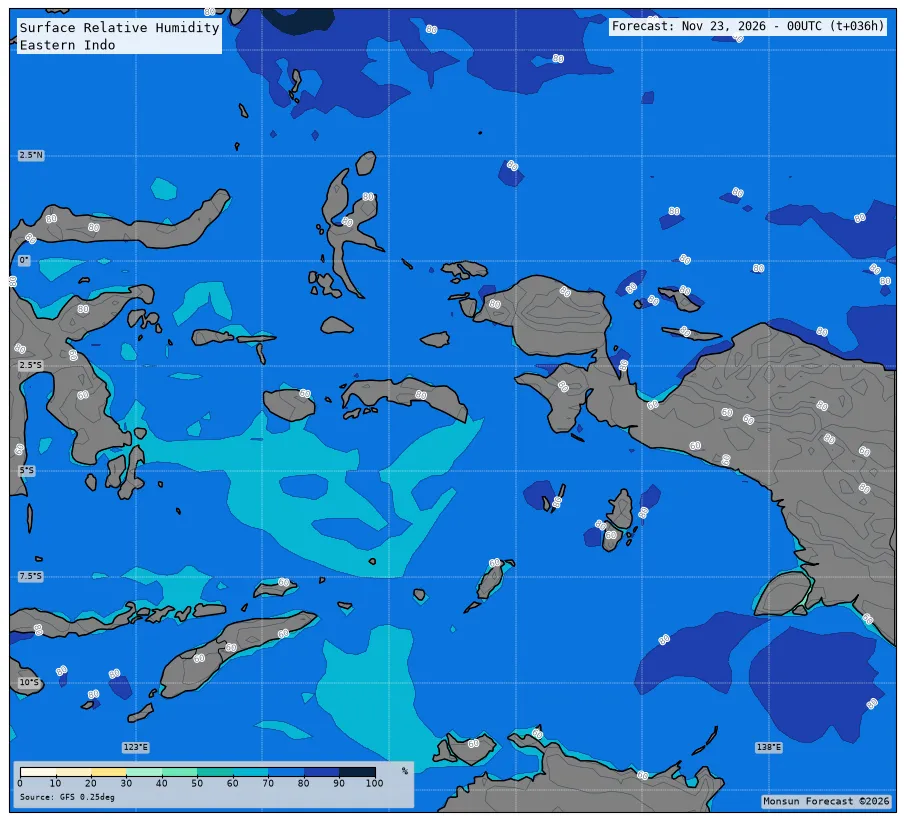 Surface Relative Humidity
Eastern Indo
Forecast: Nov 23, 2026 - 00UTC (t+036h)
2.5°N
0°
2.5°S
5°S
7.5°S
10°S
123°E
138°E
%
0 10 20 30 40 50 60 70 80 90 100
Source: GFS 0.25deg
Monsun Forecast ©2026